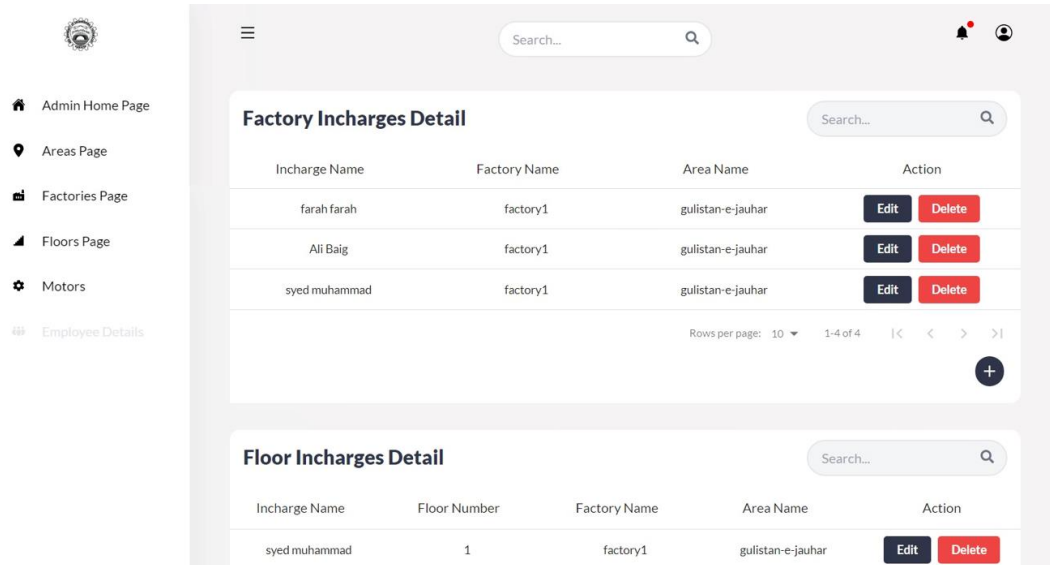 Search...
Admin Home Page
Areas Page
Factories Page
Floors Page
Motors
Employee Details
Factory Incharges Detail
Search...
Incharge Name Factory Name Area Name Action
farah farah factory1 gulistan-e-jauhar Edit Delete
Ali Baig factory1 gulistan-e-jauhar Edit Delete
syed muhammad factory1 gulistan-e-jauhar Edit Delete
Rows per page: 10 1-4 of 4
Floor Incharges Detail
Search...
Incharge Name Floor Number Factory Name Area Name Action
syed muhammad 1 factory1 gulistan-e-jauhar Edit Delete